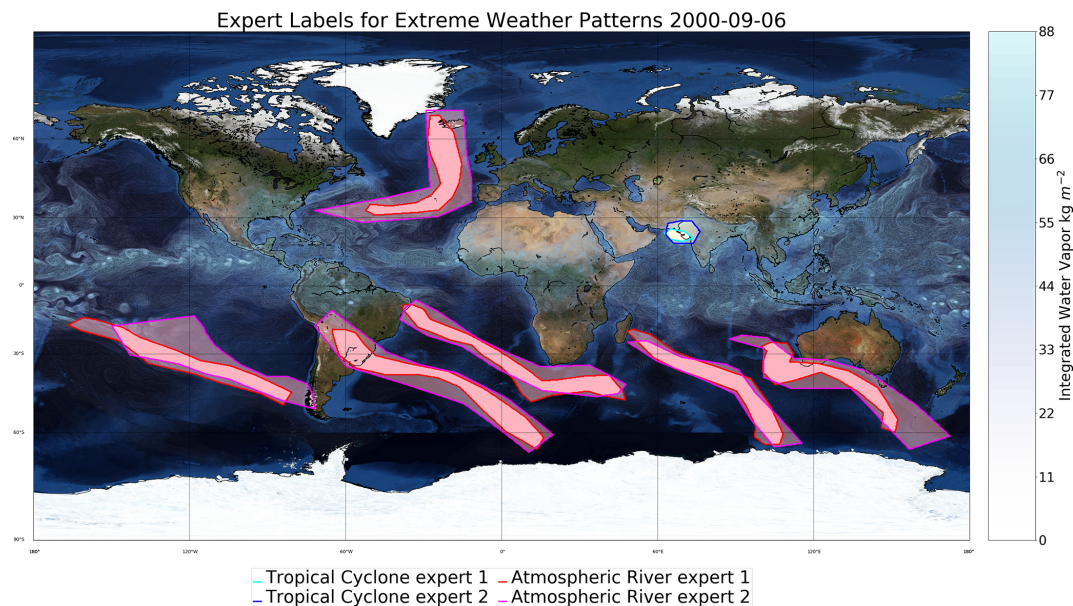 Expert Labels for Extreme Weather Patterns 2000-09-06
88
77
66
55
44
33
22
11
0
Integrated Water Vapor kg m⁻²
60°N
30°N
0°
30°S
60°S
90°S
180° 120°W 60°W 0° 60°E 120°E 180°
Tropical Cyclone expert 1 Atmospheric River expert 1
Tropical Cyclone expert 2 Atmospheric River expert 2